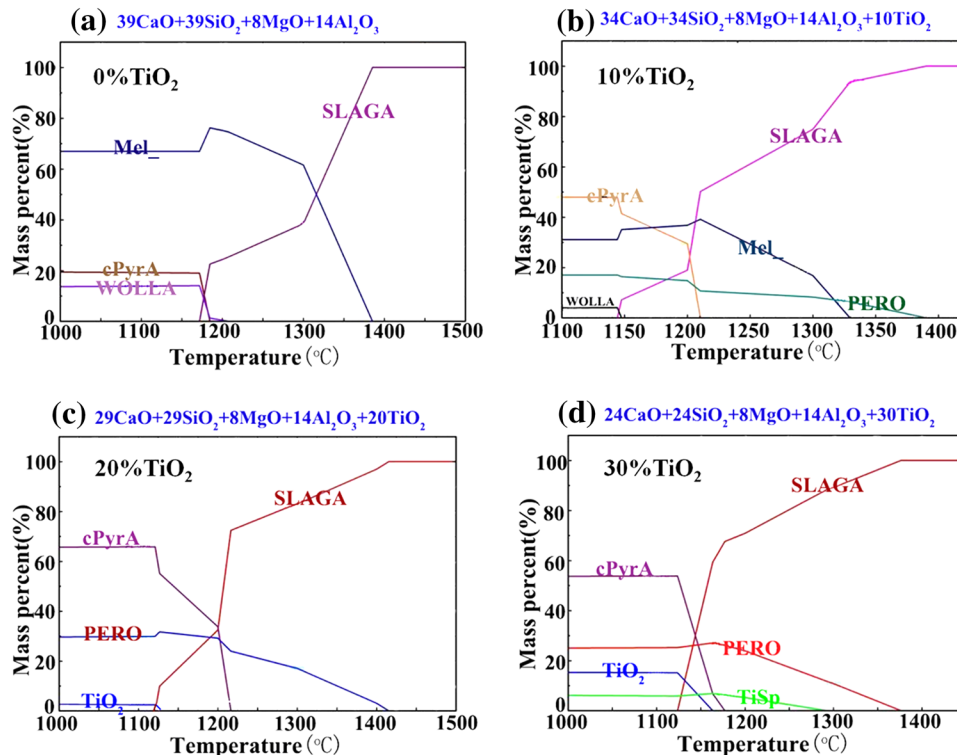 (a) 39CaO+39SiO₂+8MgO+14Al₂O₃
Mass percent(%)
100
80
60
40
20
0
0%TiO₂
SLAGA
Mel_
cPyrA
WOLLA
1000 1100 1200 1300 1400 1500
Temperature(°C)
(b) 34CaO+34SiO₂+8MgO+14Al₂O₃+10TiO₂
Mass percent(%)
100
80
60
40
20
0
10%TiO₂
SLAGA
cPyrA
Mel_
PERO
WOLLA
1100 1150 1200 1250 1300 1350 1400
Temperature(°C)
(c) 29CaO+29SiO₂+8MgO+14Al₂O₃+20TiO₂
Mass percent(%)
100
80
60
40
20
0
20%TiO₂
SLAGA
cPyrA
PERO
TiO₂
1000 1100 1200 1300 1400 1500
Temperature(°C)
(d) 24CaO+24SiO₂+8MgO+14Al₂O₃+30TiO₂
Mass percent(%)
100
80
60
40
20
0
30%TiO₂
SLAGA
cPyrA
PERO
TiO₂
TiSp
1000 1100 1200 1300 1400
Temperature(°C)